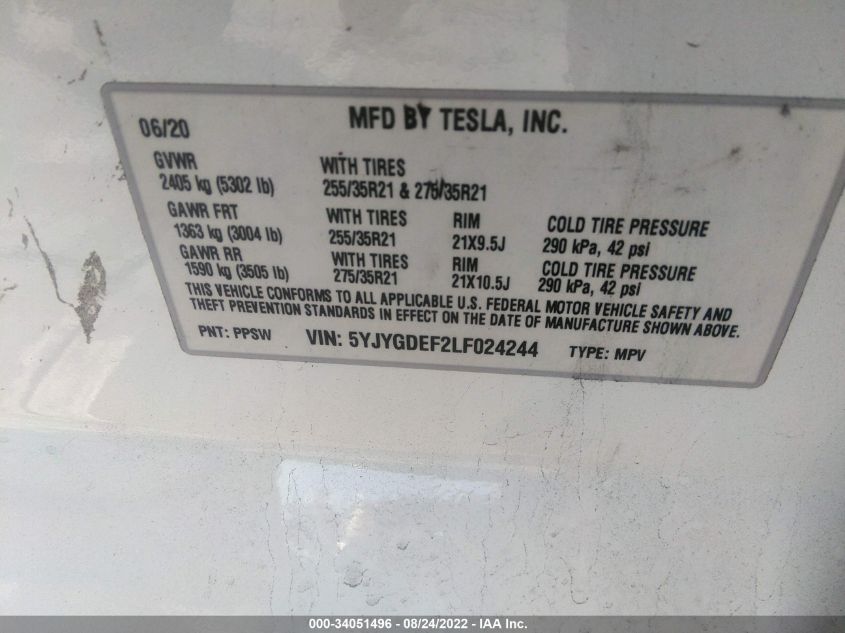 06/20 MFD BY TESLA, INC.
GVWR WITH TIRES
2405 kg (5302 lb) 255/35R21 & 275/35R21
GAWR FRT WITH TIRES RIM COLD TIRE PRESSURE
1363 kg (3004 lb) 255/35R21 21X9.5J 290 kPa, 42 psi
GAWR RR WITH TIRES RIM COLD TIRE PRESSURE
1590 kg (3505 lb) 275/35R21 21X10.5J 290 kPa, 42 psi
THIS VEHICLE CONFORMS TO ALL APPLICABLE U.S. FEDERAL MOTOR VEHICLE SAFETY AND
THEFT PREVENTION STANDARDS IN EFFECT ON THE DATE OF MANUFACTURE SHOWN ABOVE.
PNT: PPSW VIN: 5YJYGDEF2LF024244 TYPE: MPV
000-34051496 - 08/24/2022 - IAA Inc.